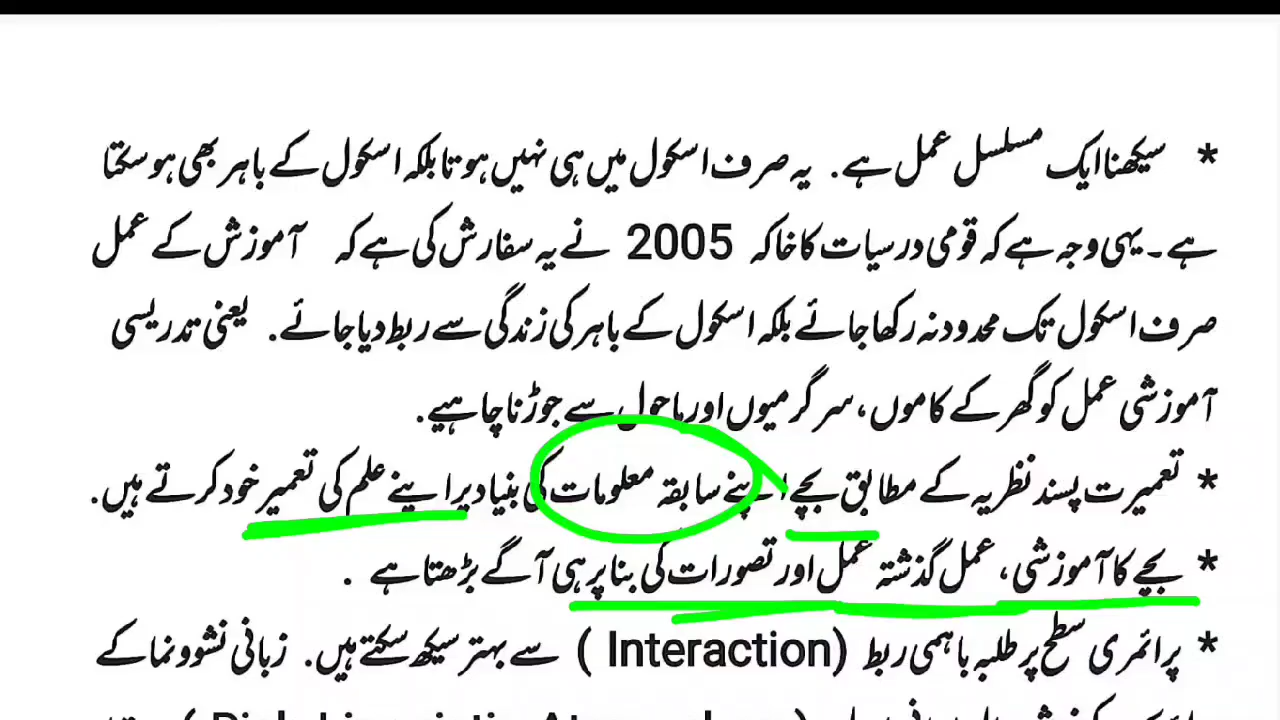 * سیکھنا ایک مسلسل عمل ہے. یہ صرف اسکول میں ہی نہیں ہوتا بلکہ اسکول کے باہر بھی ہو سکتا
ہے۔ یہی وجہ ہے کہ قومی درسیات کا خاکہ 2005 نے یہ سفارش کی ہے کہ آموزش کے عمل
صرف اسکول تک محدود نہ رکھا جائے بلکہ اسکول کے باہر کی زندگی سے ربط دیا جائے. یعنی تدریسی
آموزشی عمل کو گھر کے کاموں، سرگرمیوں اور ماحول سے جوڑنا چاہیے.
* تعمیرت پسند نظریہ کے مطابق بچے اپنے سابقہ معلومات کی بنیاد پر اپنے علم کی تعمیر خود کرتے ہیں.
* بچے کا آموزشی، عمل گذشتہ عمل اور تصورات کی بنا پر ہی آگے بڑھتا ہے .
* پرائمری سطح پر طلبہ باہمی ربط (Interaction ) سے بہتر سیکھ سکتے ہیں. زبانی نشوونما کے